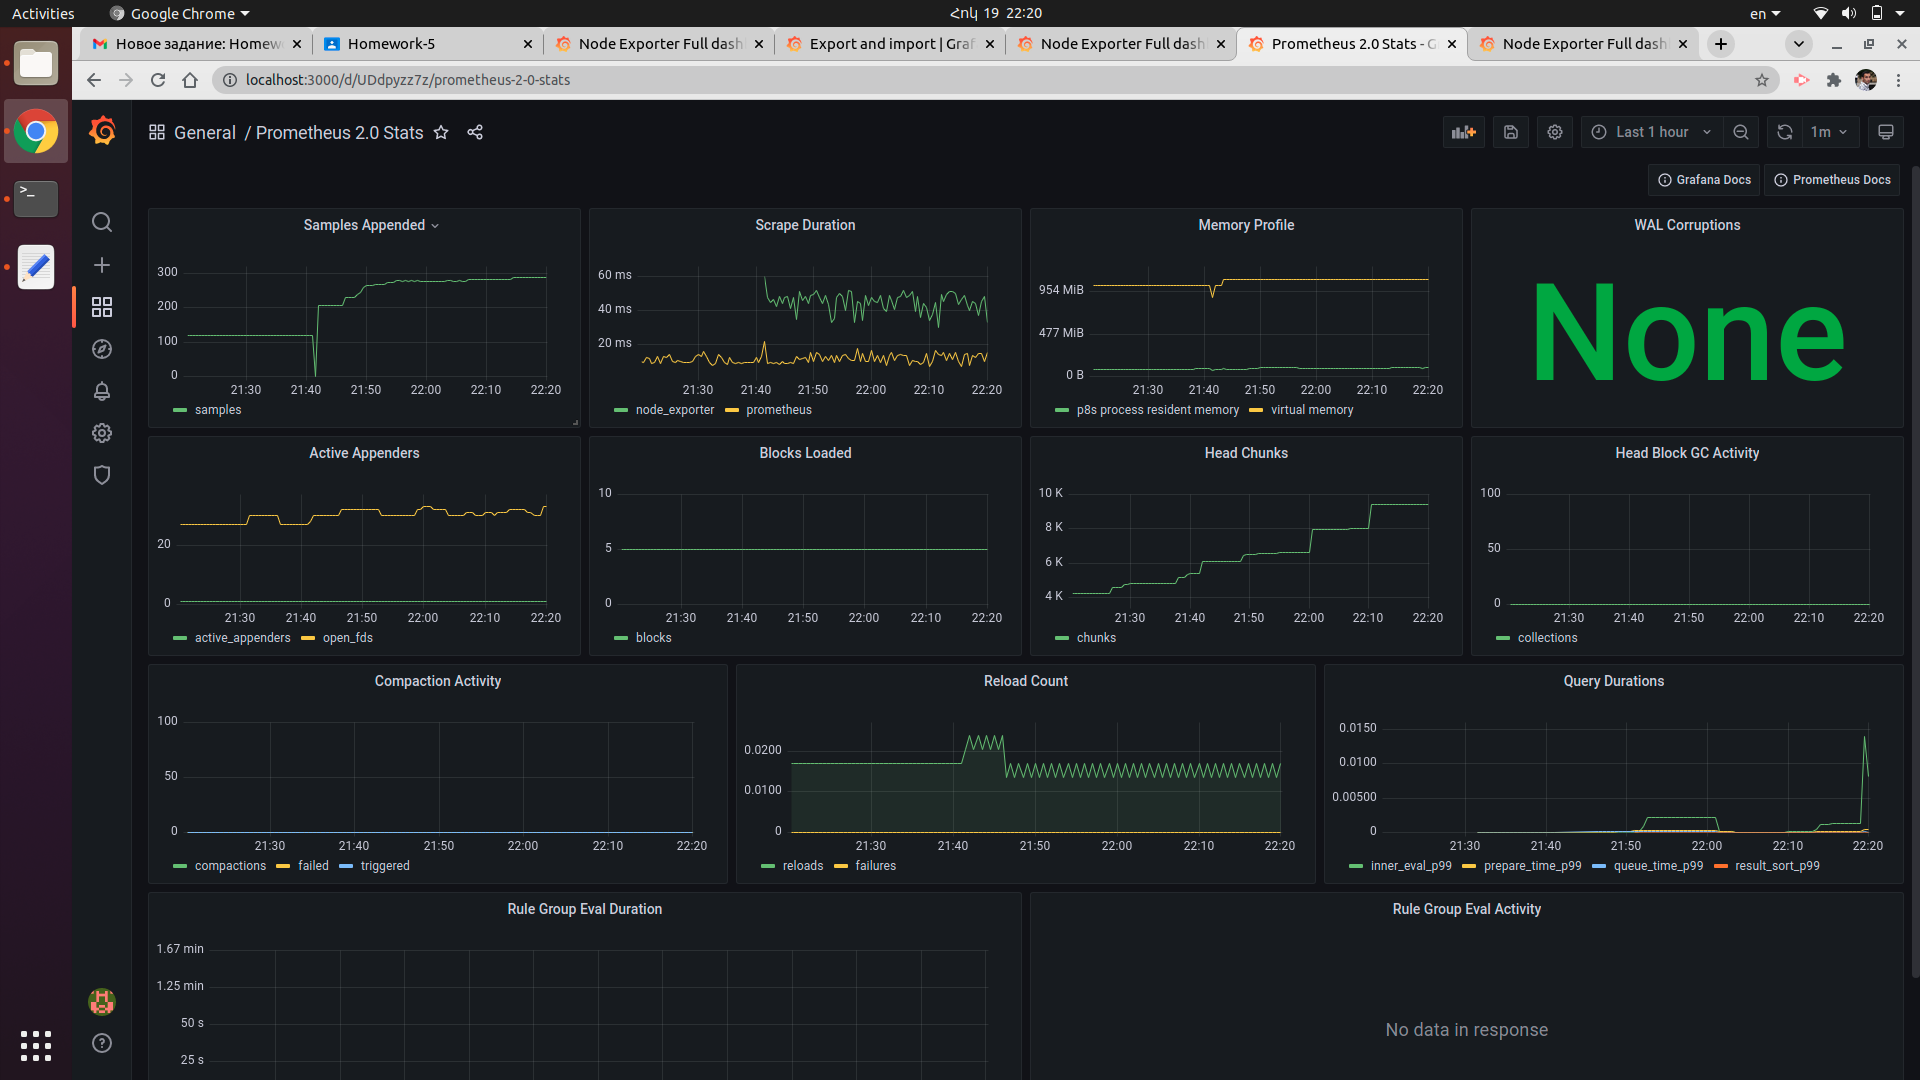 Activities
Google Chrome
Հոկ 19 22:20
en
Новое задание: Homew
Homework-5
Node Exporter Full dash
Export and import | Graf
Node Exporter Full dash
Prometheus 2.0 Stats - G
Node Exporter Full dash
localhost:3000/d/UDdpyzz7z/prometheus-2-0-stats
General / Prometheus 2.0 Stats
Last 1 hour
1m
Grafana Docs
Prometheus Docs
Samples Appended
300
200
100
0
21:30 21:40 21:50 22:00 22:10 22:20
samples
Scrape Duration
60 ms
40 ms
20 ms
21:30 21:40 21:50 22:00 22:10 22:20
node_exporter prometheus
Memory Profile
954 MiB
477 MiB
0 B
21:30 21:40 21:50 22:00 22:10 22:20
p8s process resident memory virtual memory
WAL Corruptions
None
Active Appenders
20
0
21:30 21:40 21:50 22:00 22:10 22:20
active_appenders open_fds
Blocks Loaded
10
5
0
21:30 21:40 21:50 22:00 22:10 22:20
blocks
Head Chunks
10 K
8 K
6 K
4 K
21:30 21:40 21:50 22:00 22:10 22:20
chunks
Head Block GC Activity
100
50
0
21:30 21:40 21:50 22:00 22:10 22:20
collections
Compaction Activity
100
50
0
21:30 21:40 21:50 22:00 22:10 22:20
compactions failed triggered
Reload Count
0.0200
0.0100
0
21:30 21:40 21:50 22:00 22:10 22:20
reloads failures
Query Durations
0.0150
0.0100
0.00500
0
21:30 21:40 21:50 22:00 22:10 22:20
inner_eval_p99 prepare_time_p99 queue_time_p99 result_sort_p99
Rule Group Eval Duration
1.67 min
1.25 min
50 s
25 s
Rule Group Eval Activity
No data in response